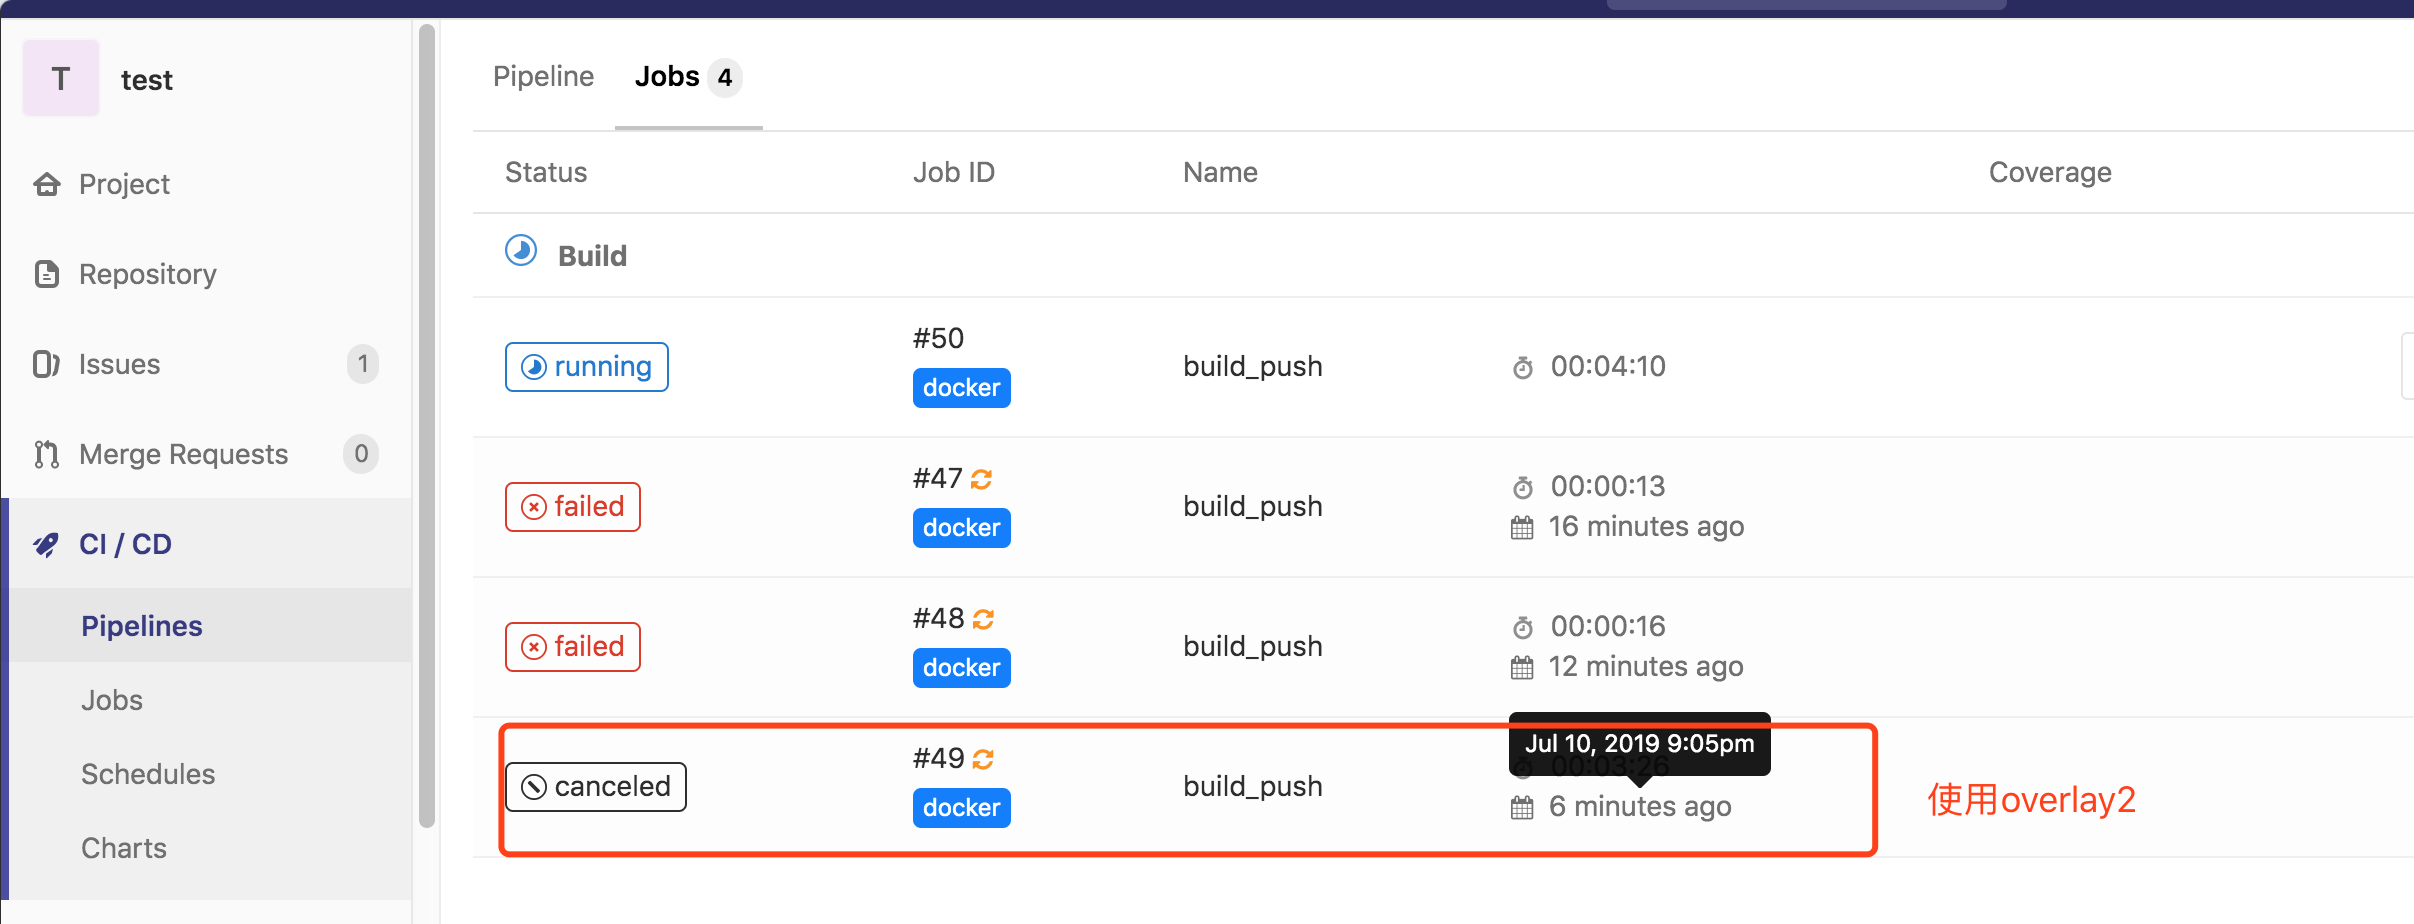 T test
Project
Repository
Issues 1
Merge Requests 0
CI / CD
Pipelines
Jobs
Schedules
Charts
Pipeline Jobs 4
Status Job ID Name Coverage
Build
running #50 docker build_push 00:04:10
failed #47 docker build_push 00:00:13
16 minutes ago
failed #48 docker build_push 00:00:16
12 minutes ago
Jul 10, 2019 9:05pm
canceled #49 docker build_push 00:03:26
6 minutes ago
使用overlay2